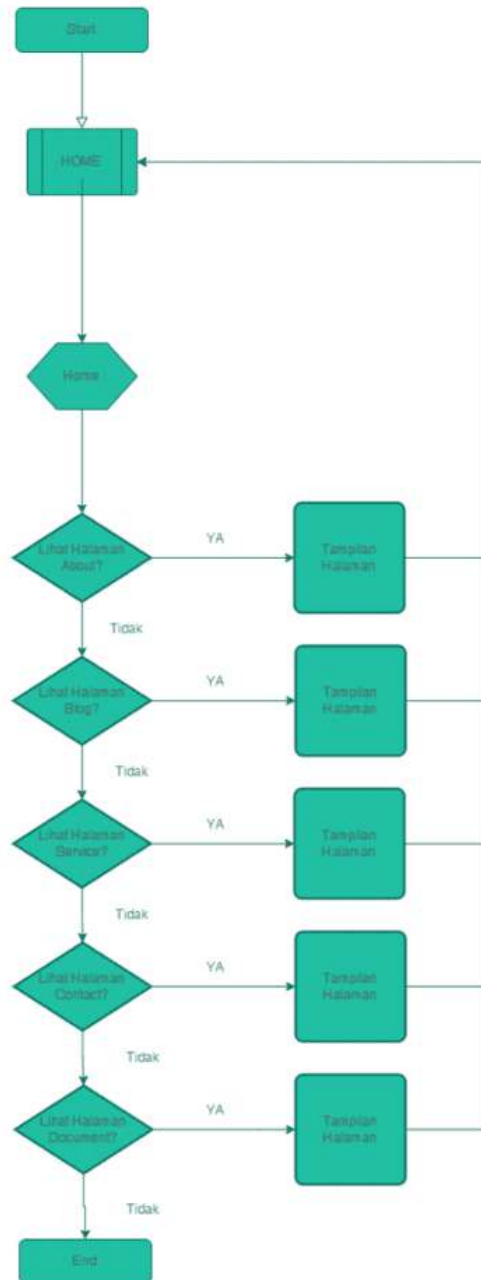 Start
HOME
Home
Lihat Halaman
About?
YA
Tampilan
Halaman
Tidak
Lihat Halaman
Blog?
YA
Tampilan
Halaman
Tidak
Lihat Halaman
Service?
YA
Tampilan
Halaman
Tidak
Lihat Halaman
Contact?
YA
Tampilan
Halaman
Tidak
Lihat Halaman
Document?
YA
Tampilan
Halaman
Tidak
End